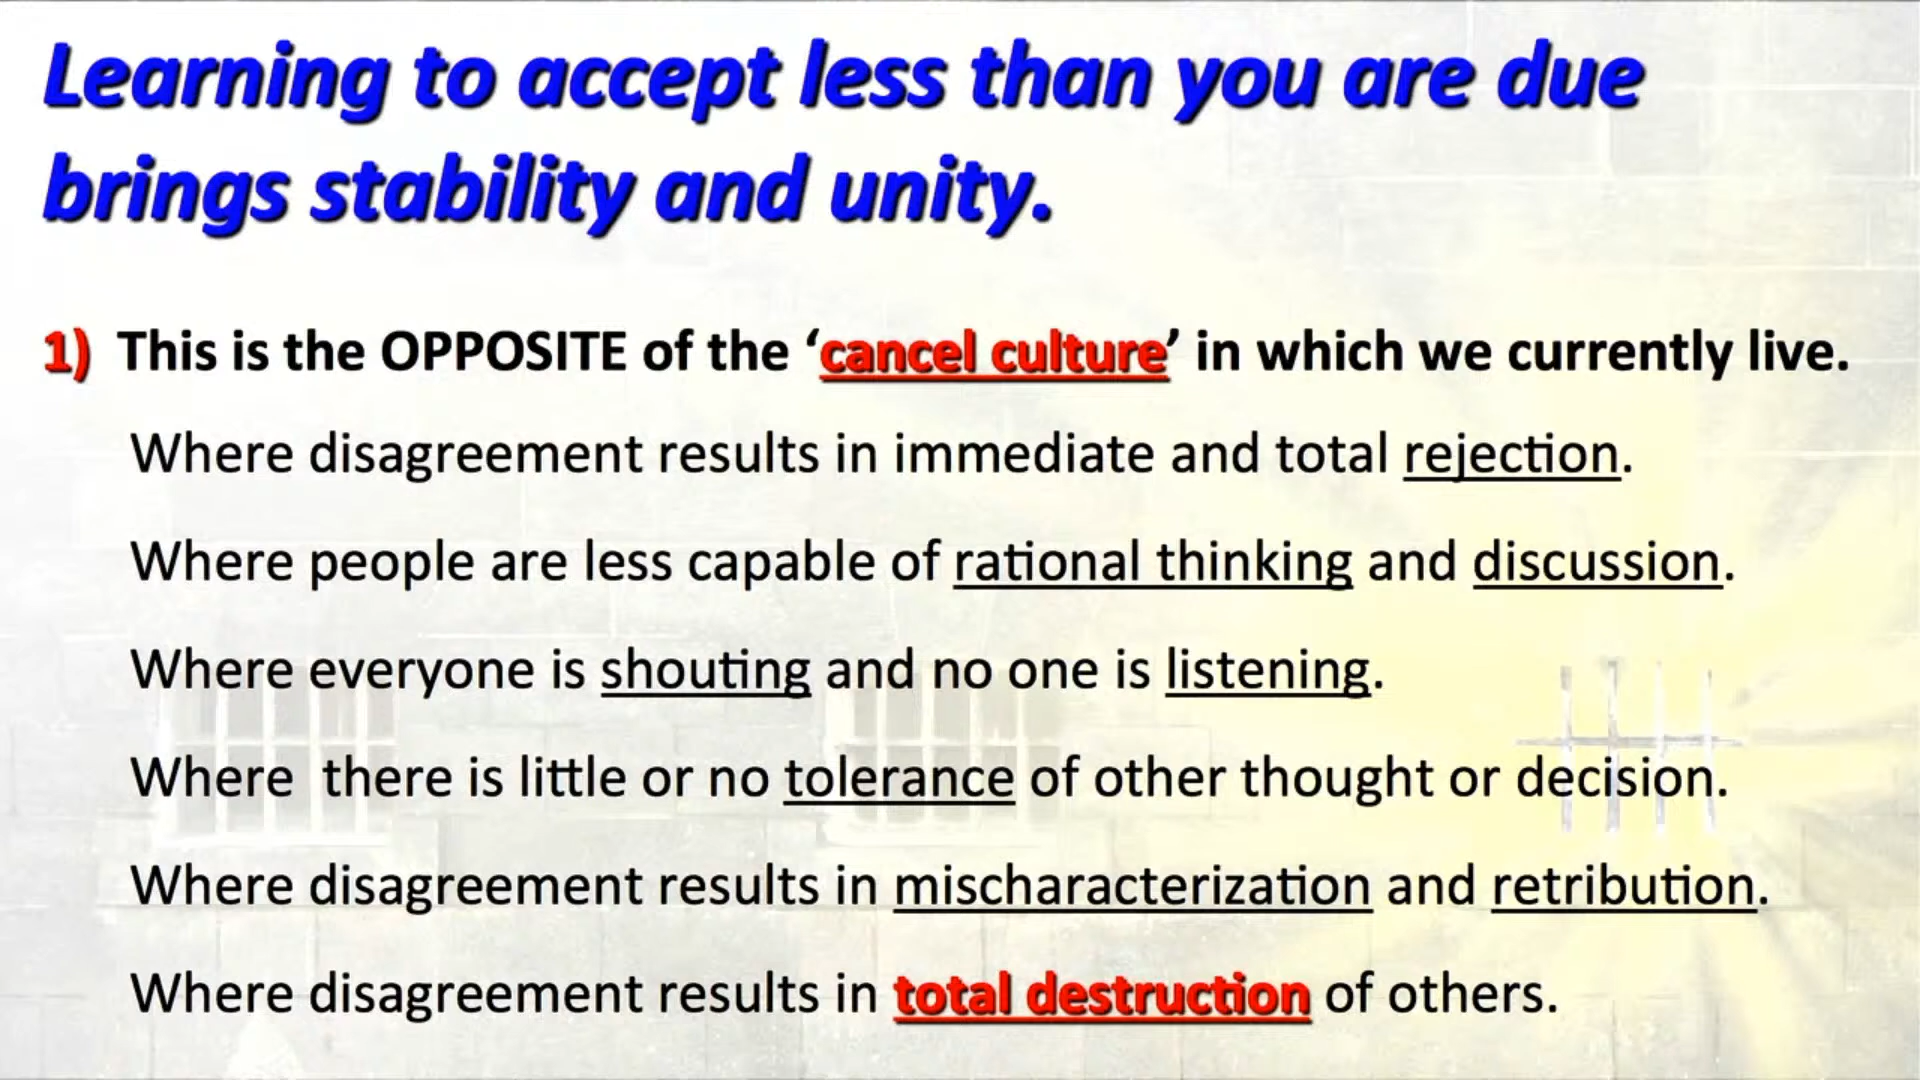 Learning to accept less than you are due
brings stability and unity.
1) This is the OPPOSITE of the ‘cancel culture’ in which we currently live.
Where disagreement results in immediate and total rejection.
Where people are less capable of rational thinking and discussion.
Where everyone is shouting and no one is listening.
Where  there is little or no tolerance of other thought or decision.
Where disagreement results in mischaracterization and retribution.
Where disagreement results in total destruction of others.